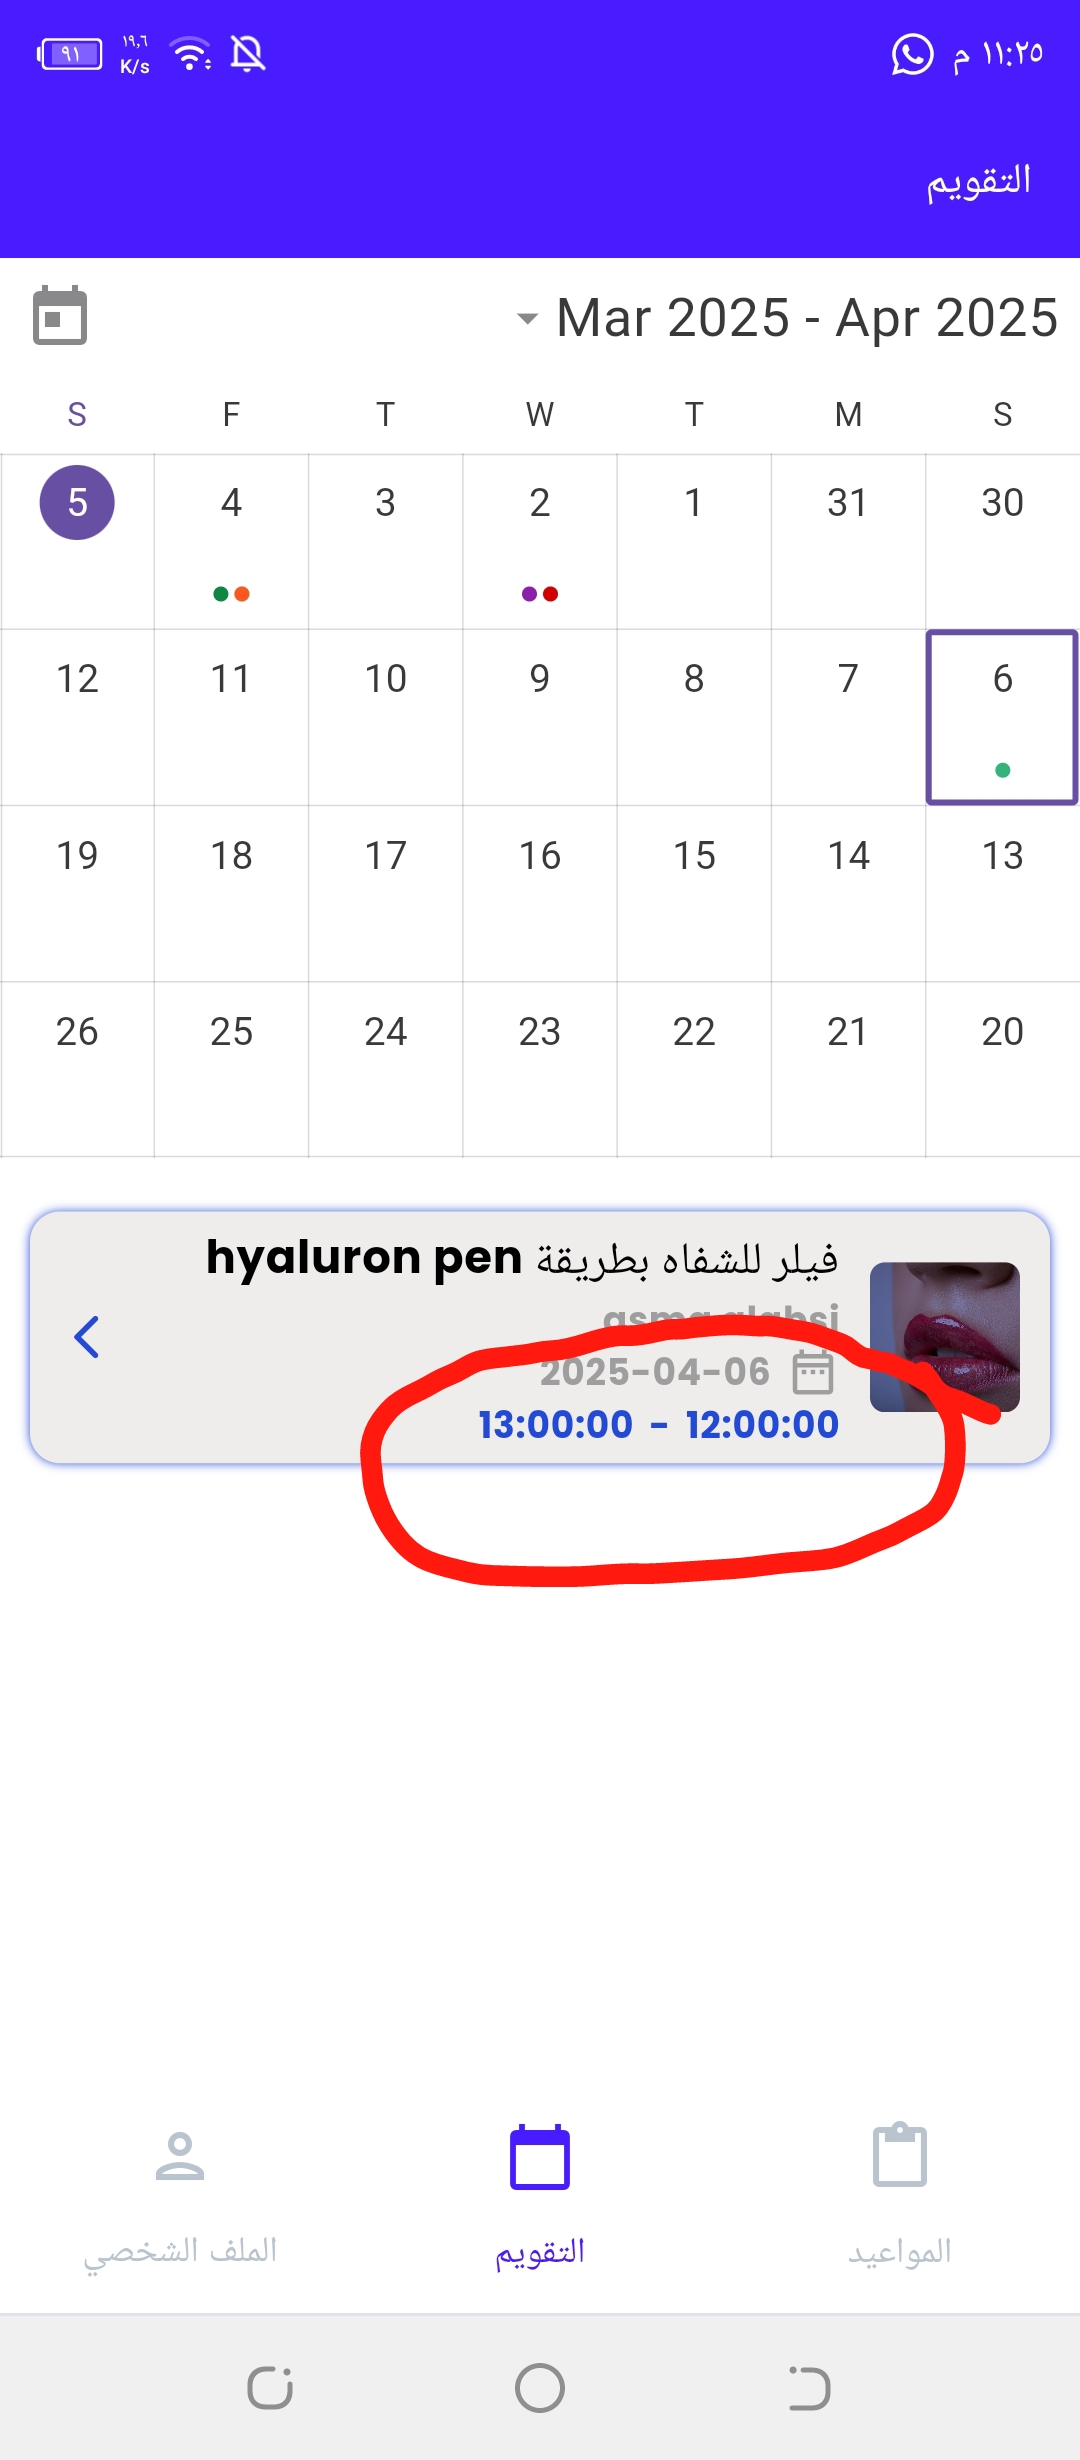 ١١:٢٥ م
١٩,٦ K/s ٩١
التقويم
Mar 2025 - Apr 2025
S M T W T F S
30 31 1 2 3 4 5
6 7 8 9 10 11 12
13 14 15 16 17 18 19
20 21 22 23 24 25 26
فيلر للشفاه بطريقة hyaluron pen
asma alabsi
2025-04-06
12:00:00 - 13:00:00
المواعيد التقويم الملف الشخصي